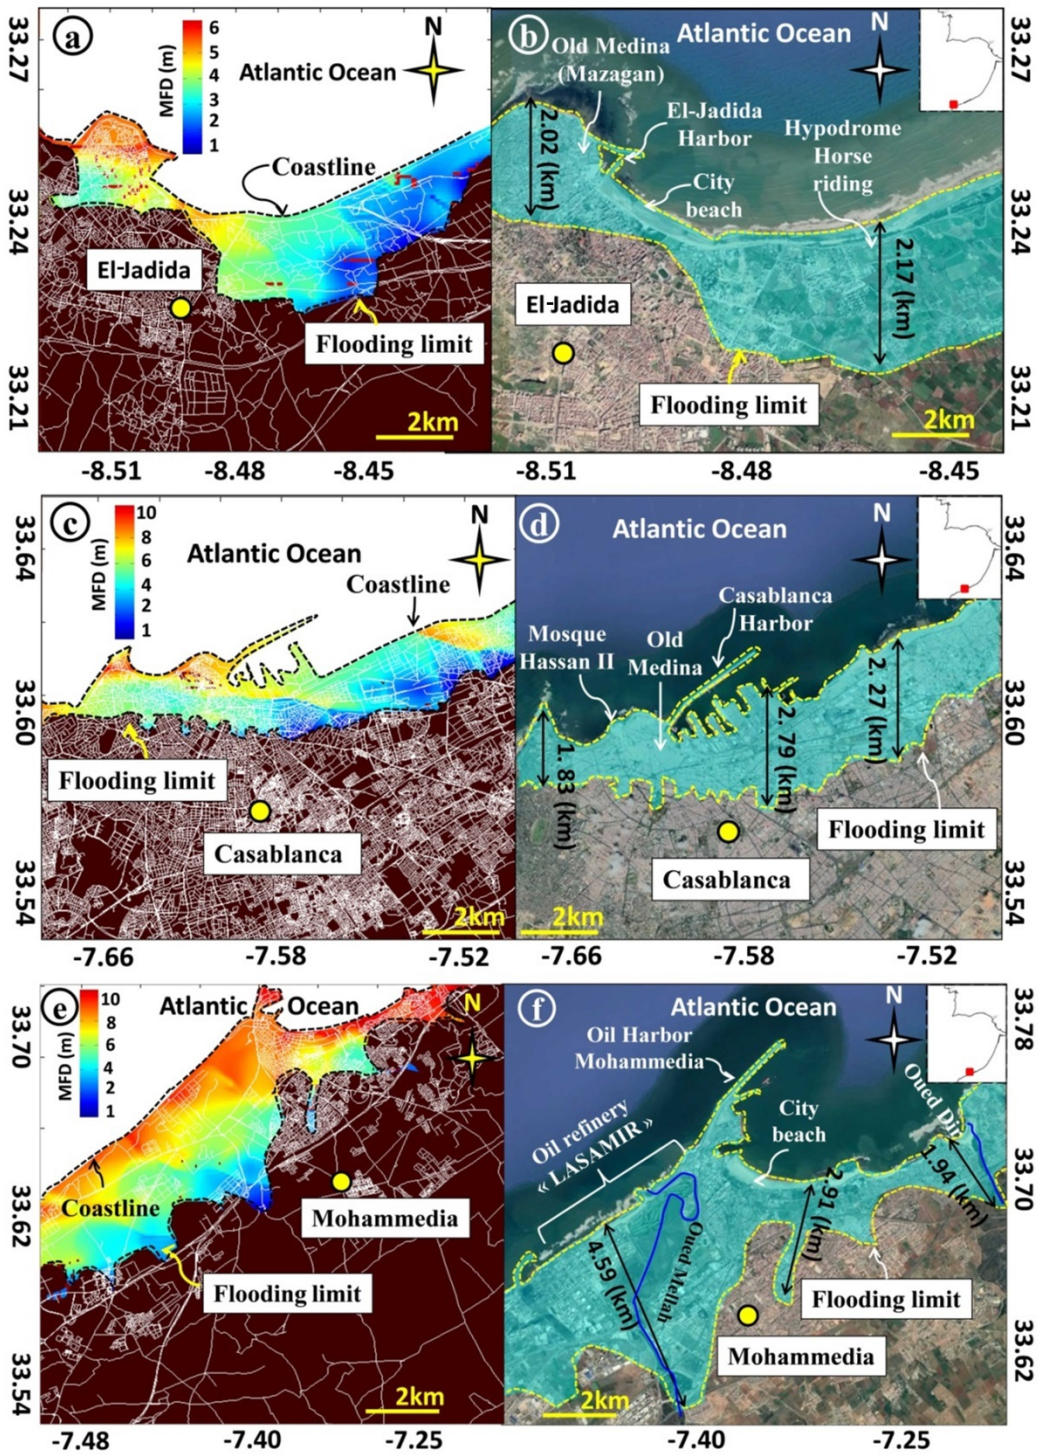 a
MFD (m)
6
5
4
3
2
1
Atlantic Ocean
N
Coastline
El-Jadida
Flooding limit
2km
33.27
33.24
33.21
-8.51
-8.48
-8.45
b
Old Medina
(Mazagan)
Atlantic Ocean
N
El-Jadida
Harbor
Hypodrome
Horse
riding
City
beach
2.02 (km)
2.17 (km)
El-Jadida
Flooding limit
2km
33.27
33.24
33.21
-8.51
-8.48
-8.45
c
MFD (m)
10
8
6
4
2
1
Atlantic Ocean
N
Coastline
Flooding limit
Casablanca
2km
33.64
33.60
33.54
-7.66
-7.58
-7.52
d
Atlantic Ocean
N
Casablanca
Harbor
Mosque
Hassan II
Old
Medina
1. 83 (km)
2.79 (km)
2. 27 (km)
Flooding limit
Casablanca
2km
33.64
33.60
33.54
-7.66
-7.58
-7.52
e
MFD (m)
10
8
6
4
2
1
Atlantic Ocean
N
Coastline
Mohammedia
Flooding limit
2km
33.70
33.62
33.54
-7.48
-7.40
-7.25
f
Atlantic Ocean
N
Oil Harbor
Mohammedia
Oil refinery
« LASAMIR »
City
beach
Oued Dir
1.94 (km)
2.91 (km)
4.59 (km)
Oued Mellah
Flooding limit
Mohammedia
2km
33.78
33.70
33.62
-7.40
-7.25